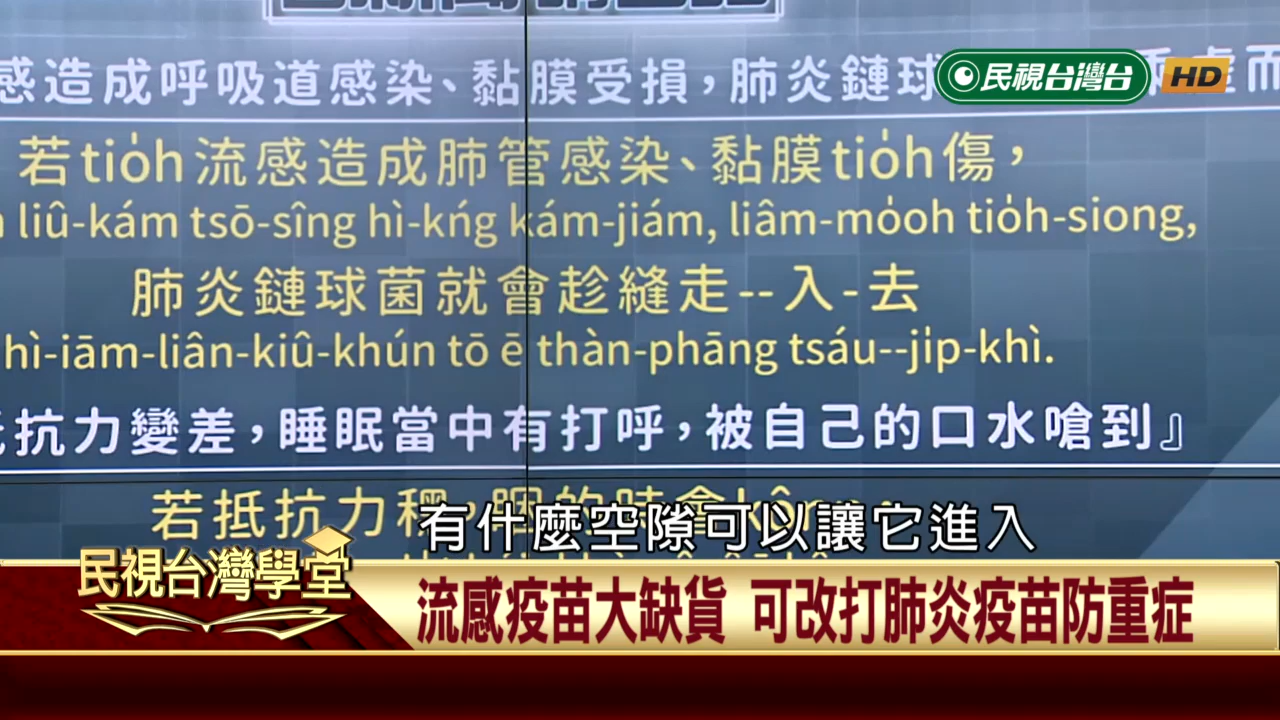 感造成呼吸道感染、黏膜受損，肺炎鏈球
民視台灣台 HD
若tio̍h流感造成肺管感染、黏膜tio̍h傷，
liû-kám tsō-sîng hì-kńg kám-jiám, liâm-mo̍oh tio̍h-siong,
肺炎鏈球菌就會趁縫走--入-去
hì-iām-liân-kiû-khún tō ē thàn-phāng tsáu--ji̍p-khì.
抗力變差，睡眠當中有打呼，被自己的口水嗆到』
若抵抗力
有什麼空隙可以讓它進入
民視台灣學堂
流感疫苗大缺貨 可改打肺炎疫苗防重症